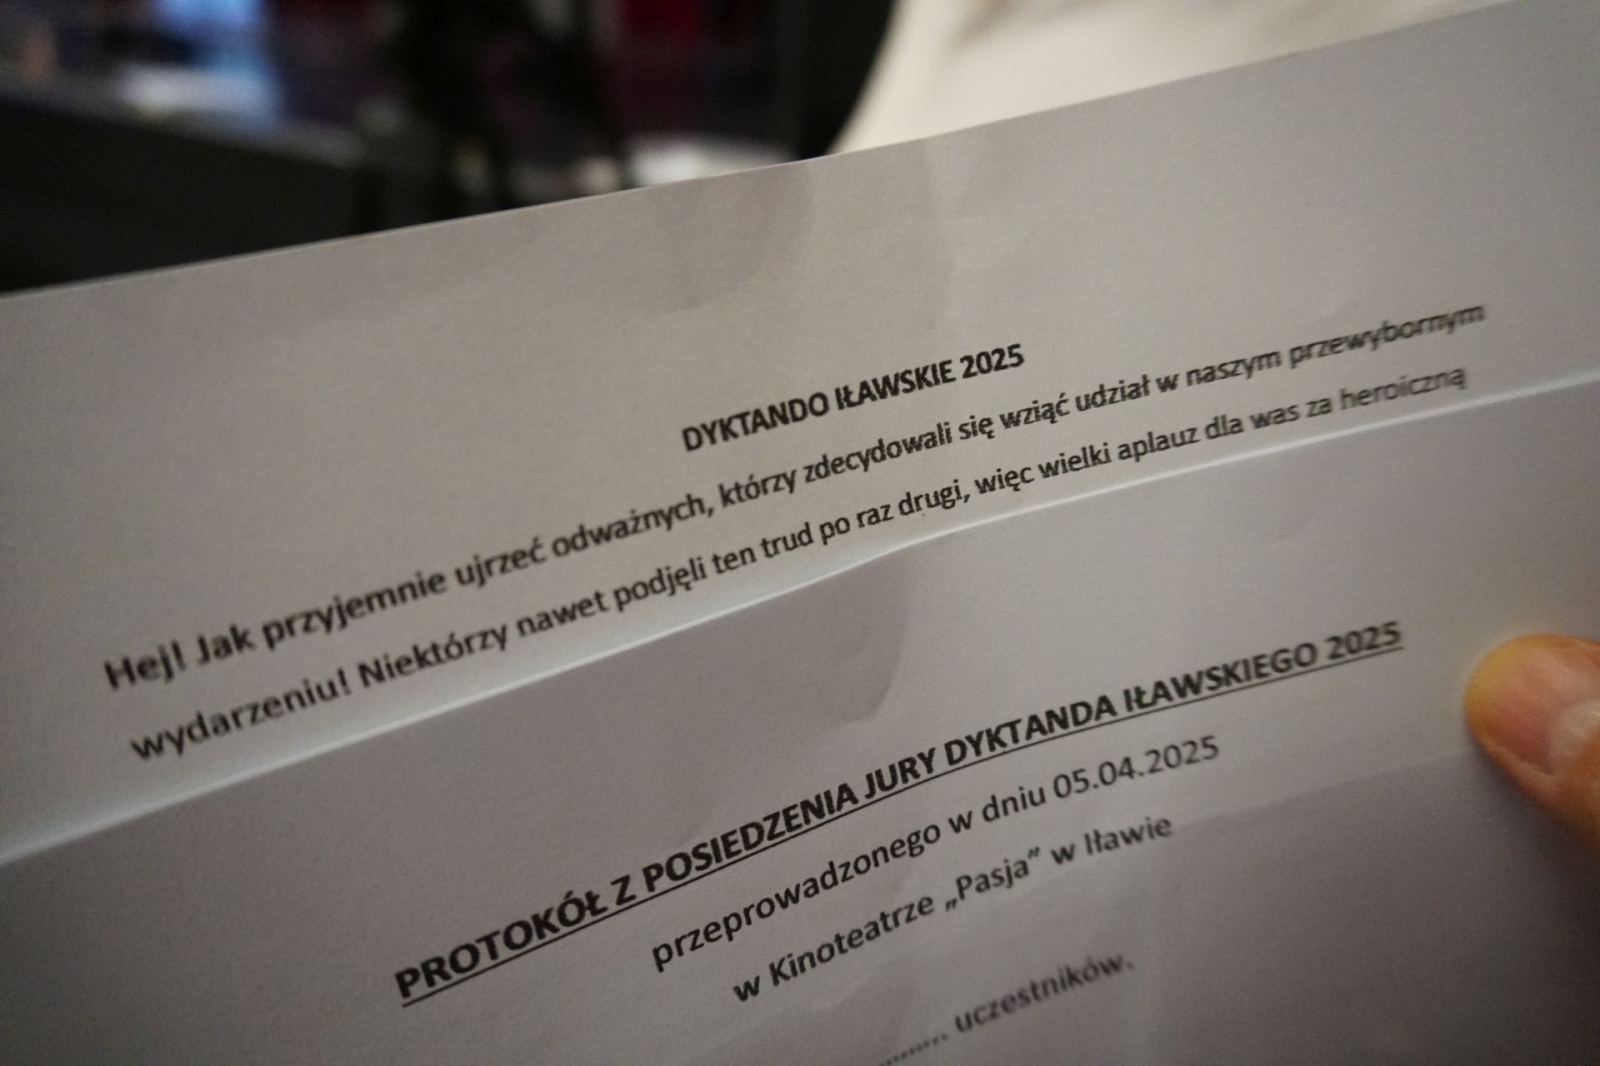 DYKTANDO IŁAWSKIE 2025
Hej! Jak przyjemnie ujrzeć odważnych, którzy zdecydowali się wziąć udział w naszym przewybornym
wydarzeniu! Niektórzy nawet podjęli ten trud po raz drugi, więc wielki aplauz dla was za heroiczną
PROTOKÓŁ Z POSIEDZENIA JURY DYKTANDA IŁAWSKIEGO 2025
przeprowadzonego w dniu 05.04.2025
w Kinoteatrze „Pasja” w Iławie
......... uczestników.